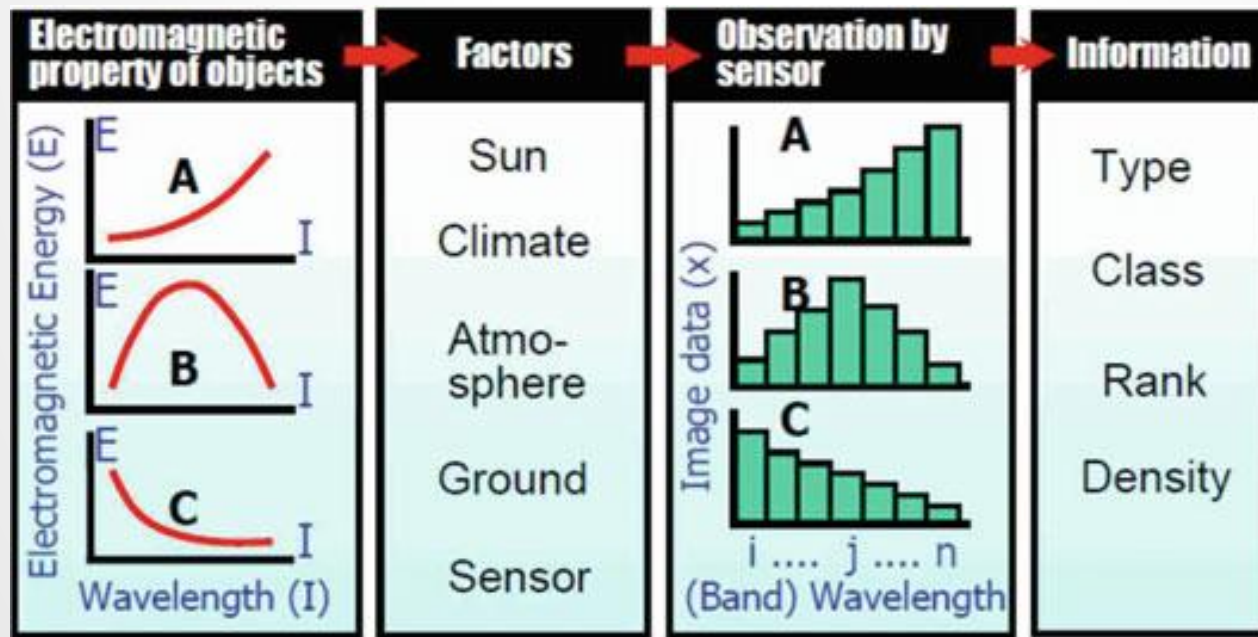 Electromagnetic
property of objects
Factors
Observation by
sensor
Information
Electromagnetic Energy (E)
E
A
I
E
B
I
E
C
I
Wavelength (I)
Sun
Climate
Atmo-
sphere
Ground
Sensor
Image data (x)
A
B
C
i .... j .... n
(Band) Wavelength
Type
Class
Rank
Density